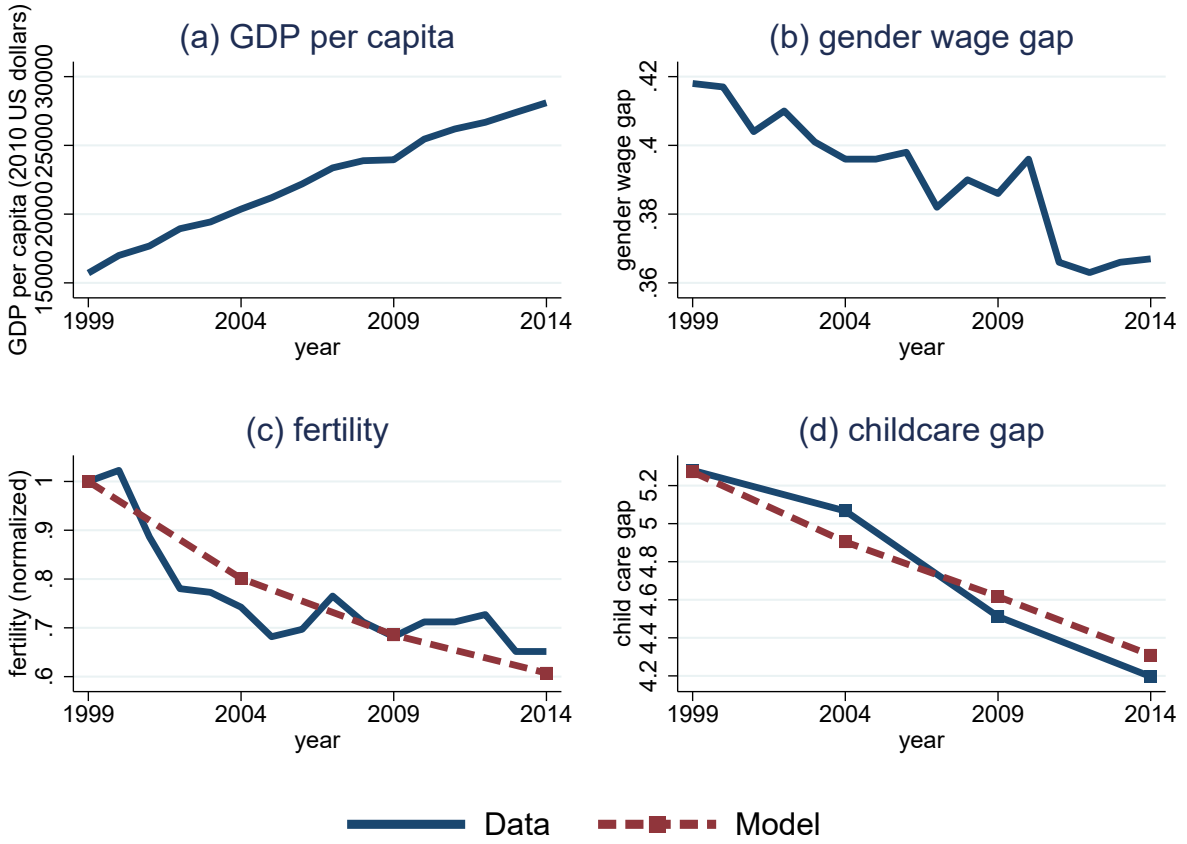 (a) GDP per capita
GDP per capita (2010 US dollars)
30000
25000
20000
15000
1999 2004 2009 2014
year
(b) gender wage gap
gender wage gap
.42
.4
.38
.36
1999 2004 2009 2014
year
(c) fertility
fertility (normalized)
1
.9
.8
.7
.6
1999 2004 2009 2014
year
(d) childcare gap
child care gap
5.2
5
4.8
4.6
4.4
4.2
1999 2004 2009 2014
year
Data Model